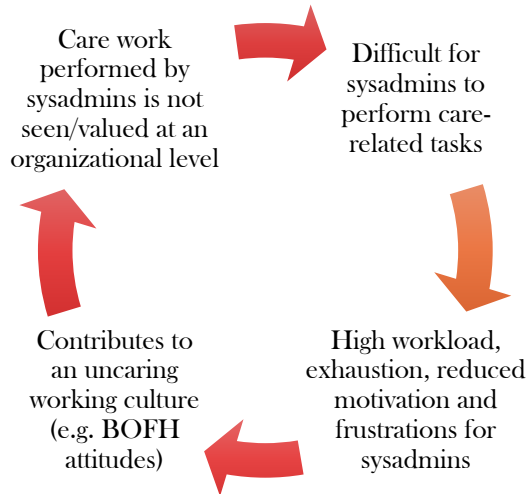 Care work
performed by
sysadmins is not
seen/valued at an
organizational level
Difficult for
sysadmins to
perform care-
related tasks
High workload,
exhaustion, reduced
motivation and
frustrations for
sysadmins
Contributes to
an uncaring
working culture
(e.g. BOFH
attitudes)